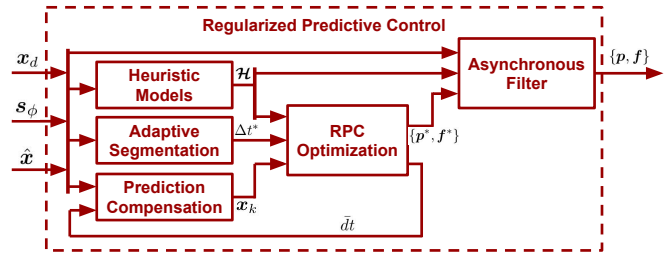 Regularized Predictive Control
x_d
s_ϕ
x̂
Heuristic
Models
ℋ
Adaptive
Segmentation
Δt*
Prediction
Compensation
x_k
RPC
Optimization
{p*, f*}
d̄t
Asynchronous
Filter
{p, f}